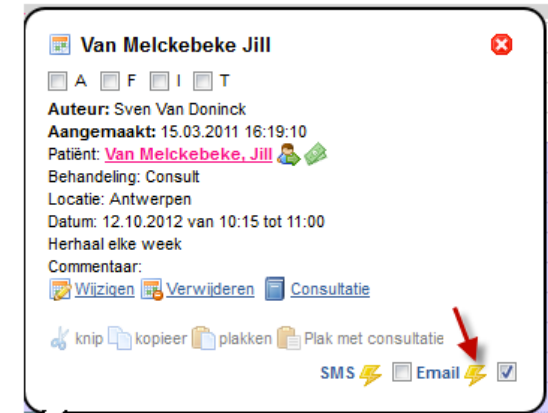 Van Melckebeke Jill
A F I T
Auteur: Sven Van Doninck
Aangemaakt: 15.03.2011 16:19:10
Patiënt: Van Melckebeke, Jill
Behandeling: Consult
Locatie: Antwerpen
Datum: 12.10.2012 van 10:15 tot 11:00
Herhaal elke week
Commentaar:
Wijzigen Verwijderen Consultatie
knip kopieer plakken Plak met consultatie
SMS Email